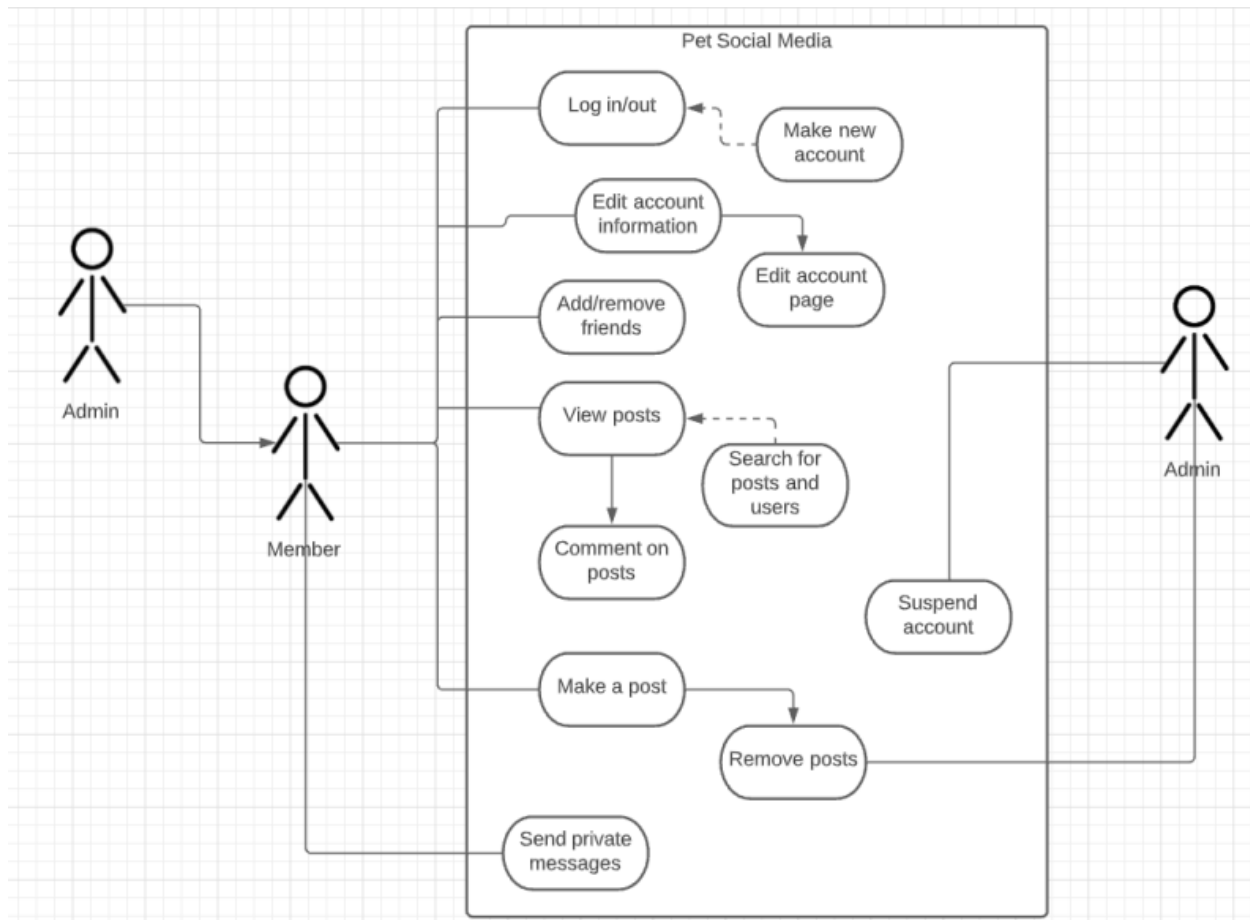 Pet Social Media
Log in/out
Make new
account
Edit account
information
Edit account
page
Add/remove
friends
Admin
View posts
Search for
posts and
users
Admin
Member
Comment on
posts
Suspend
account
Make a post
Remove posts
Send private
messages